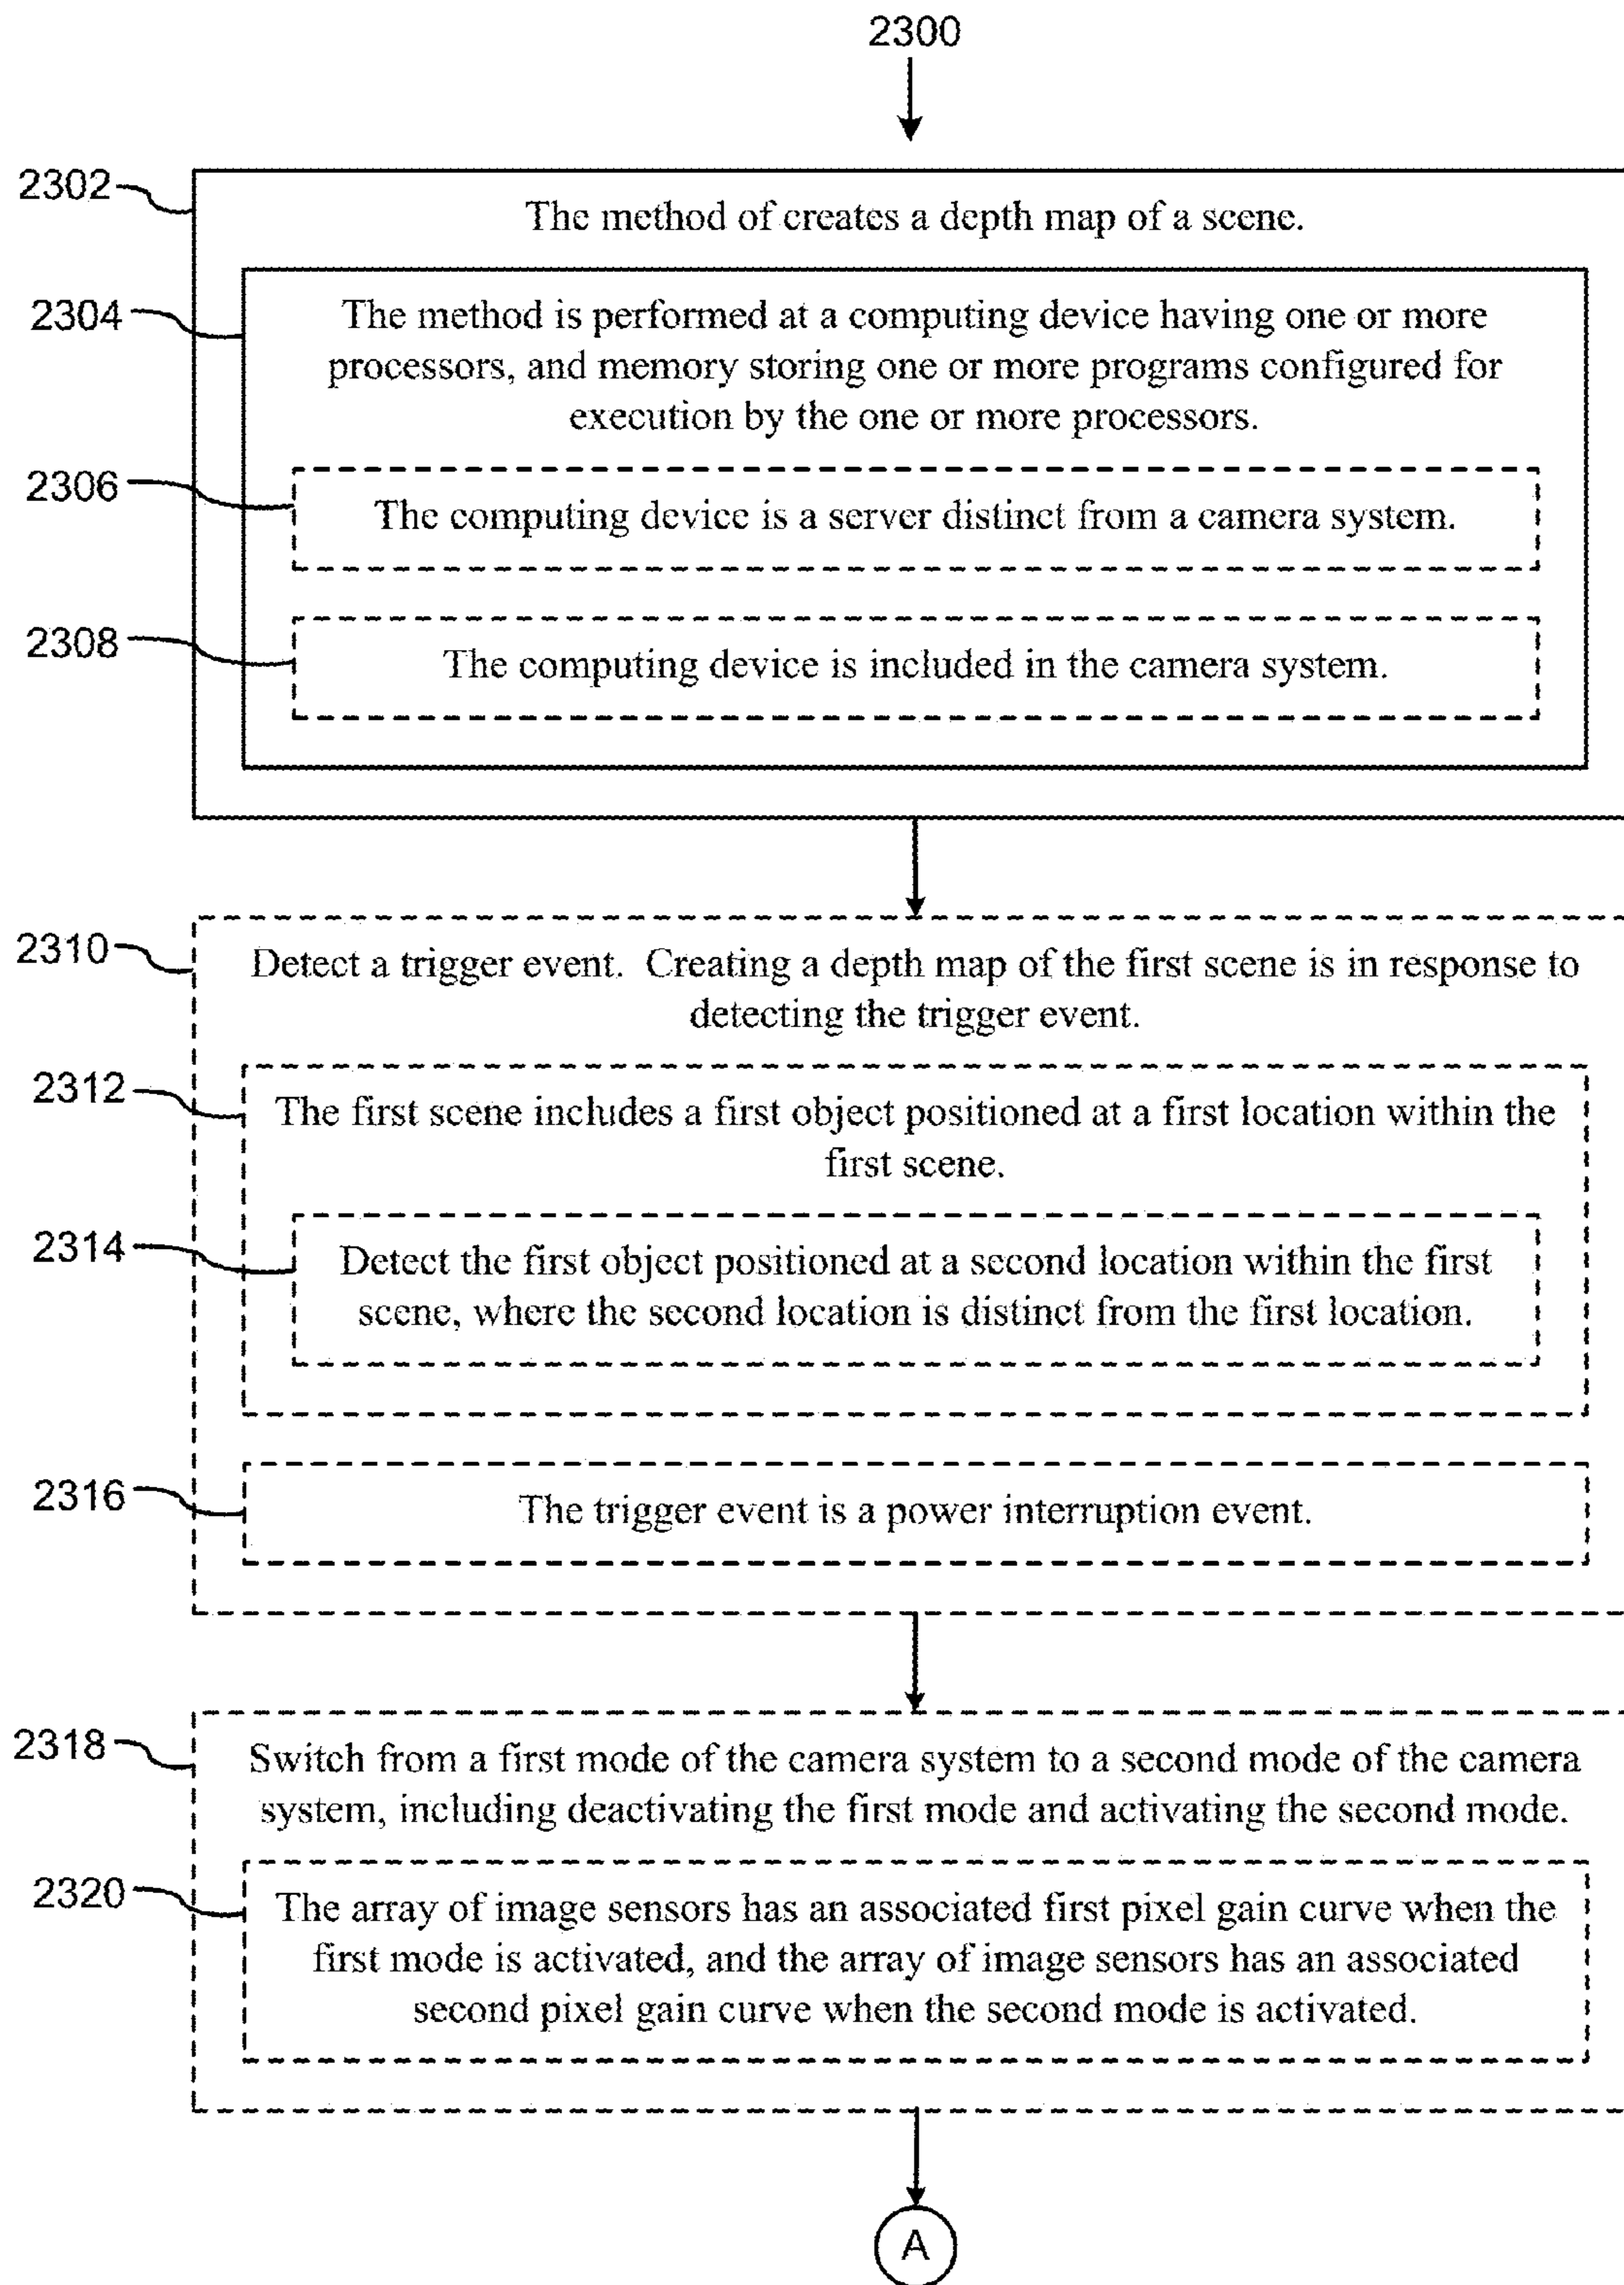 2300
2302
The method of creates a depth map of a scene.
2304
The method is performed at a computing device having one or more
processors, and memory storing one or more programs configured for
execution by the one or more processors.
2306
The computing device is a server distinct from a camera system.
2308
The computing device is included in the camera system.
2310
Detect a trigger event. Creating a depth map of the first scene is in response to
detecting the trigger event.
2312
The first scene includes a first object positioned at a first location within the
first scene.
2314
Detect the first object positioned at a second location within the first
scene, where the second location is distinct from the first location.
2316
The trigger event is a power interruption event.
2318
Switch from a first mode of the camera system to a second mode of the camera
system, including deactivating the first mode and activating the second mode.
2320
The array of image sensors has an associated first pixel gain curve when the
first mode is activated, and the array of image sensors has an associated
second pixel gain curve when the second mode is activated.
A